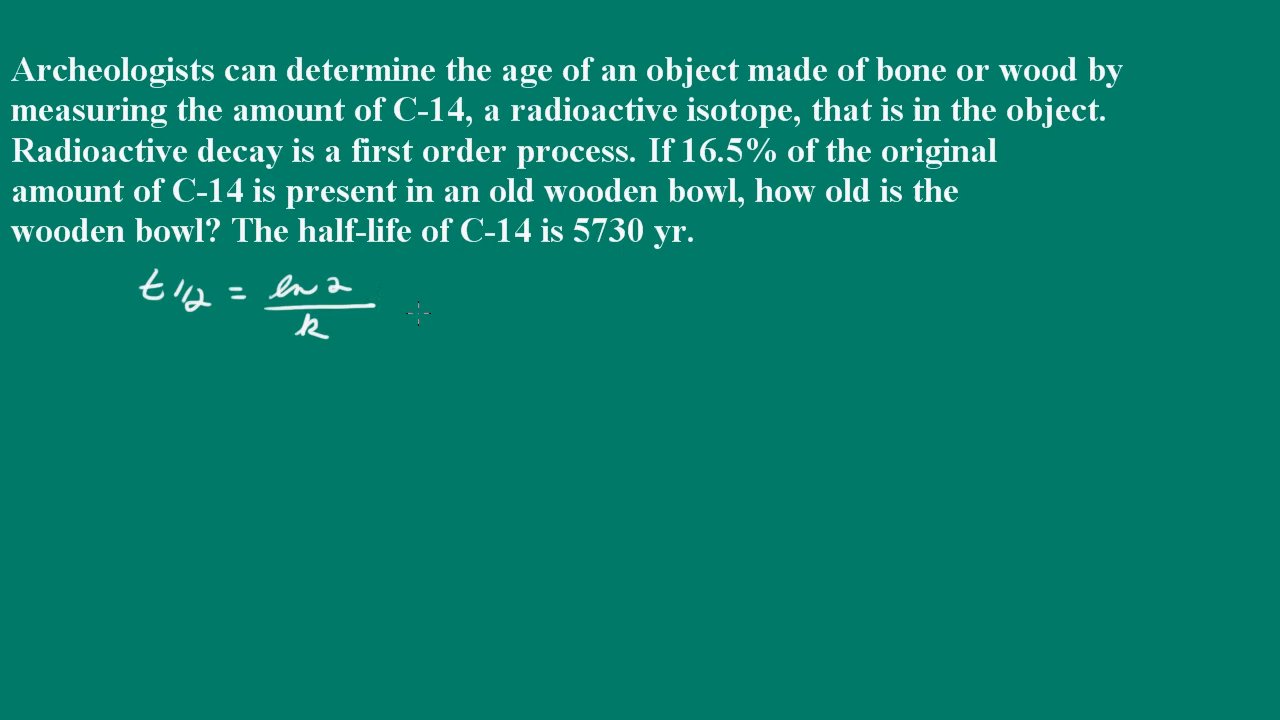 Archeologists can determine the age of an object made of bone or wood by
measuring the amount of C-14, a radioactive isotope, that is in the object.
Radioactive decay is a first order process. If 16.5% of the original
amount of C-14 is present in an old wooden bowl, how old is the
wooden bowl? The half-life of C-14 is 5730 yr.
t 1/2 = ln 2
k